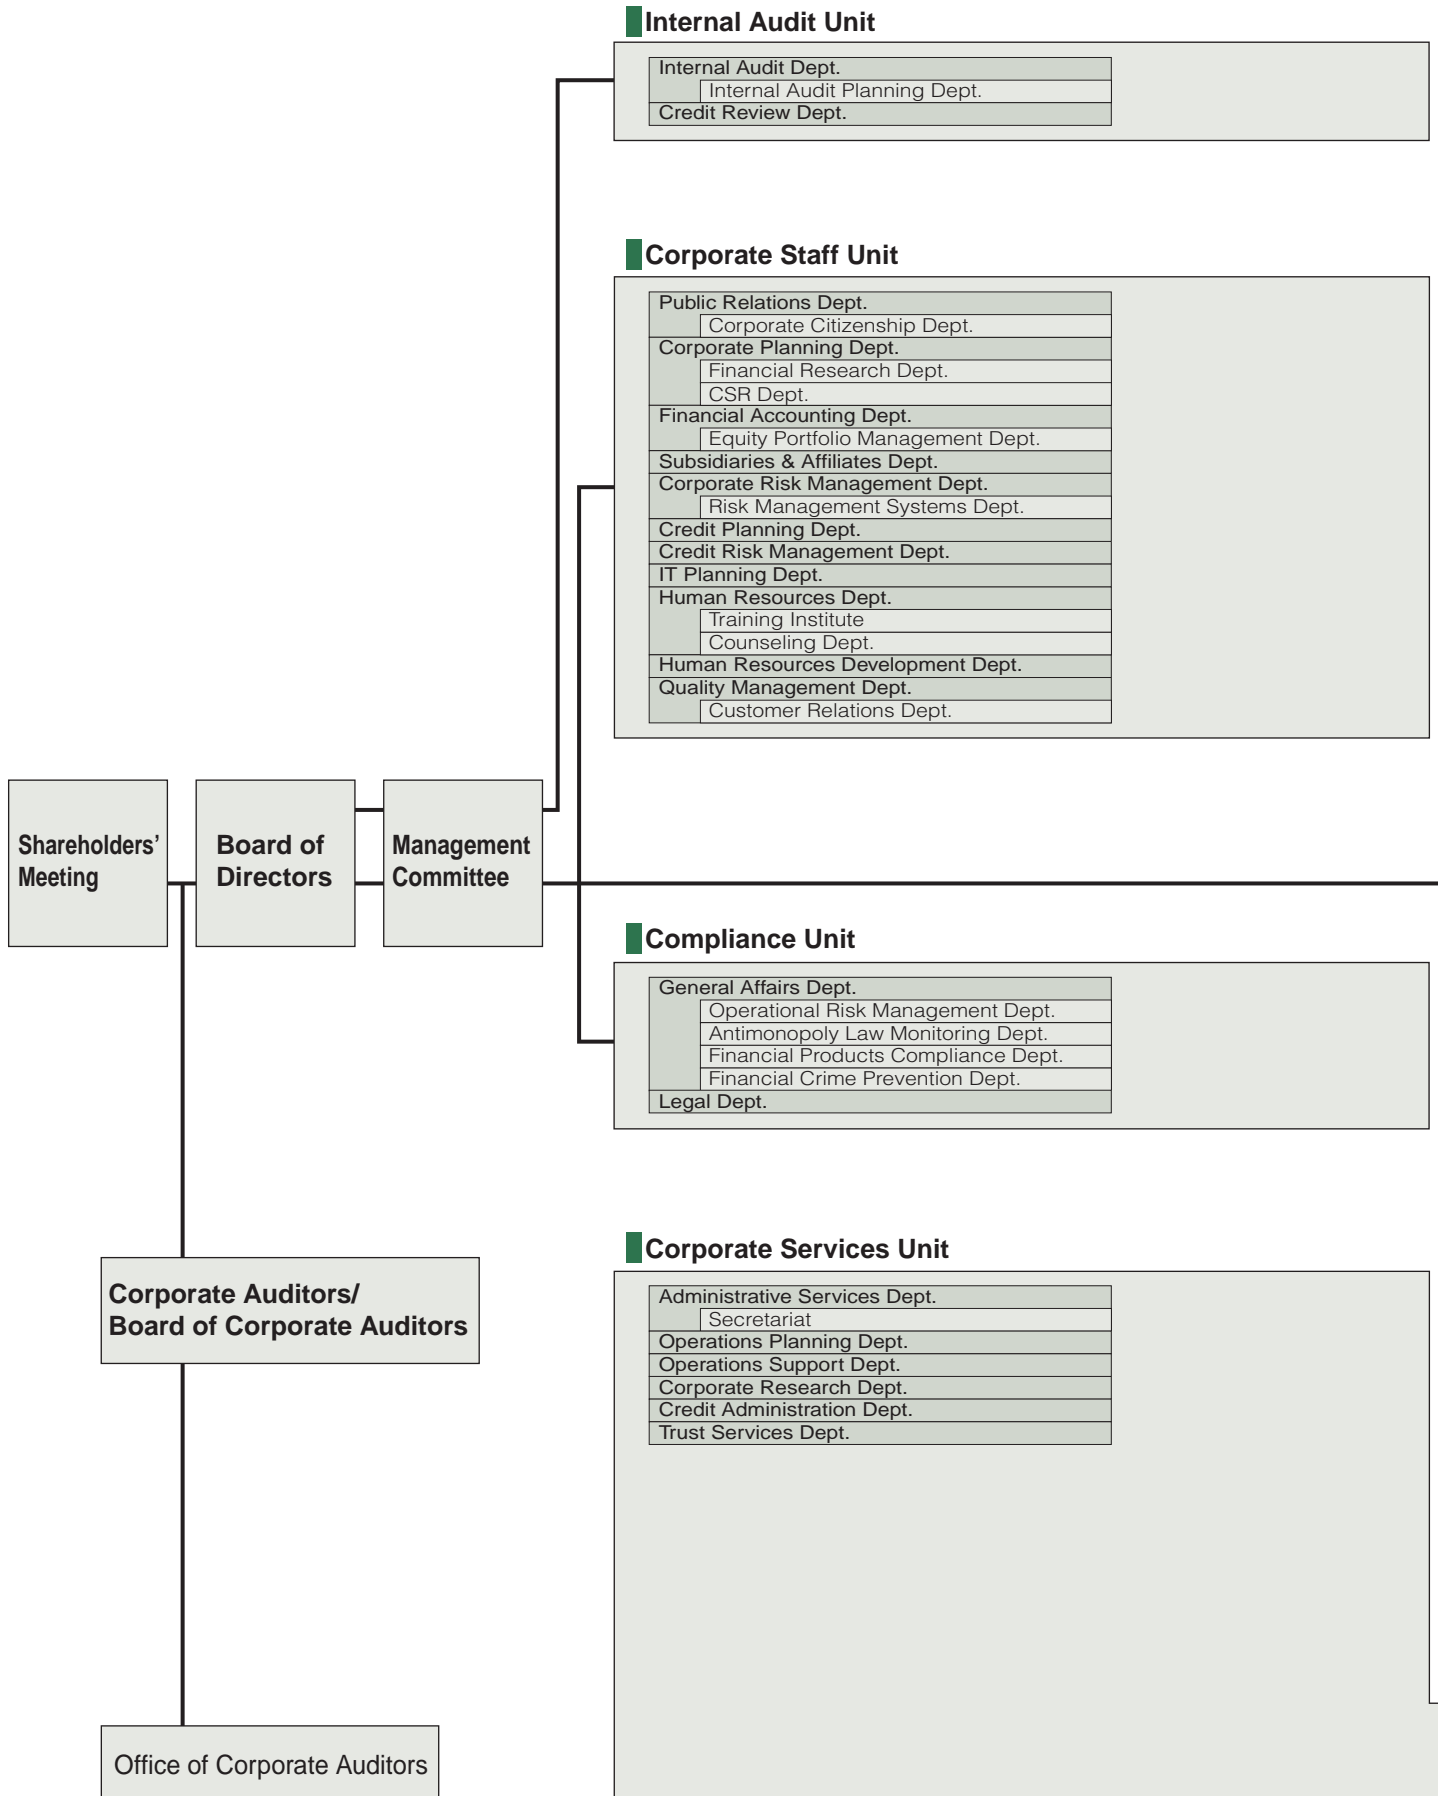 Internal Audit Unit
Internal Audit Dept.
Internal Audit Planning Dept.
Credit Review Dept.
Corporate Staff Unit
Public Relations Dept.
Corporate Citizenship Dept.
Corporate Planning Dept.
Financial Research Dept.
CSR Dept.
Financial Accounting Dept.
Equity Portfolio Management Dept.
Subsidiaries & Affiliates Dept.
Corporate Risk Management Dept.
Risk Management Systems Dept.
Credit Planning Dept.
Credit Risk Management Dept.
IT Planning Dept.
Human Resources Dept.
Training Institute
Counseling Dept.
Human Resources Development Dept.
Quality Management Dept.
Customer Relations Dept.
Shareholders’
Meeting
Board of
Directors
Management
Committee
Compliance Unit
General Affairs Dept.
Operational Risk Management Dept.
Antimonopoly Law Monitoring Dept.
Financial Products Compliance Dept.
Financial Crime Prevention Dept.
Legal Dept.
Corporate Auditors/
Board of Corporate Auditors
Corporate Services Unit
Administrative Services Dept.
Secretariat
Operations Planning Dept.
Operations Support Dept.
Corporate Research Dept.
Credit Administration Dept.
Trust Services Dept.
Office of Corporate Auditors